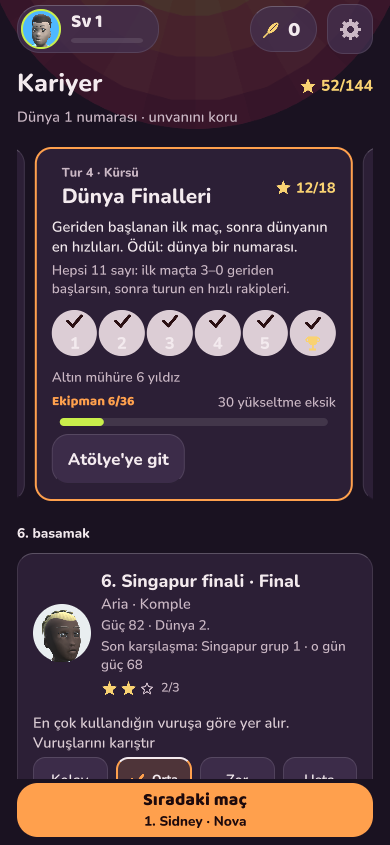 Sv 1
0
Kariyer
52/144
Dünya 1 numarası · unvanını koru
Tur 4 · Kürsü
Dünya Finalleri
12/18
Geriden başlanan ilk maç, sonra dünyanın
en hızlıları. Ödül: dünya bir numarası.
Hepsi 11 sayı: ilk maçta 3–0 geriden
başlarsın, sonra turun en hızlı rakipleri.
1 2 3 4 5
Altın mühüre 6 yıldız
Ekipman 6/36
30 yükseltme eksik
Atölye'ye git
6. basamak
6. Singapur finali · Final
Aria · Komple
Güç 82 · Dünya 2.
Son karşılaşma: Singapur grup 1 · o gün
güç 68
2/3
En çok kullandığın vuruşa göre yer alır.
Vuruşlarını karıştır
Kolay Orta Zor Usta
Sıradaki maç
1. Sidney · Nova